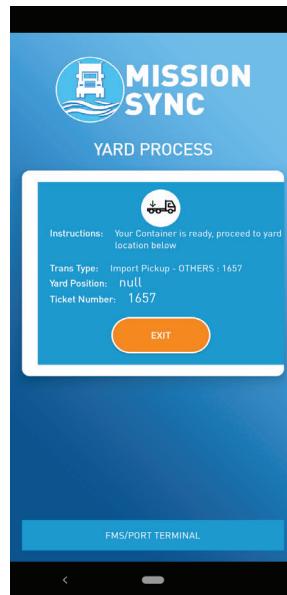 MISSION
SYNC
YARD PROCESS
Instructions: Your Container is ready, proceed to yard
location below
Trans Type: Import Pickup - OTHERS : 1657
Yard Position: null
Ticket Number: 1657
EXIT
FMS/PORT TERMINAL